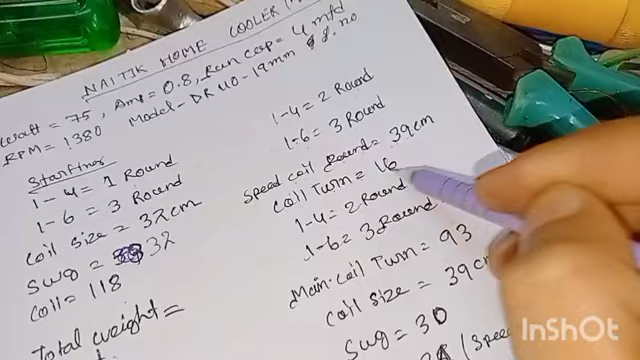 NAITIK HOME COOLER
Watt = 75, Amp = 0.8, Run cap = 4 mfd
RPM = 1380 Model - DR 40-19mm
Starting
1-4 = 1 Round
1-6 = 3 Round
Coil Size = 32cm
Swg = 32
Coil = 118
Total weight =
1-4 = 2 Round
1-6 = 3 Round
Speed coil Round = 39cm
Coil Turn = 16
1-4 = 2 Round
1-6 = 3 Round
Main-coil Turn = 93
Coil Size = 39c
Swg = 30
(Spee
InShOt